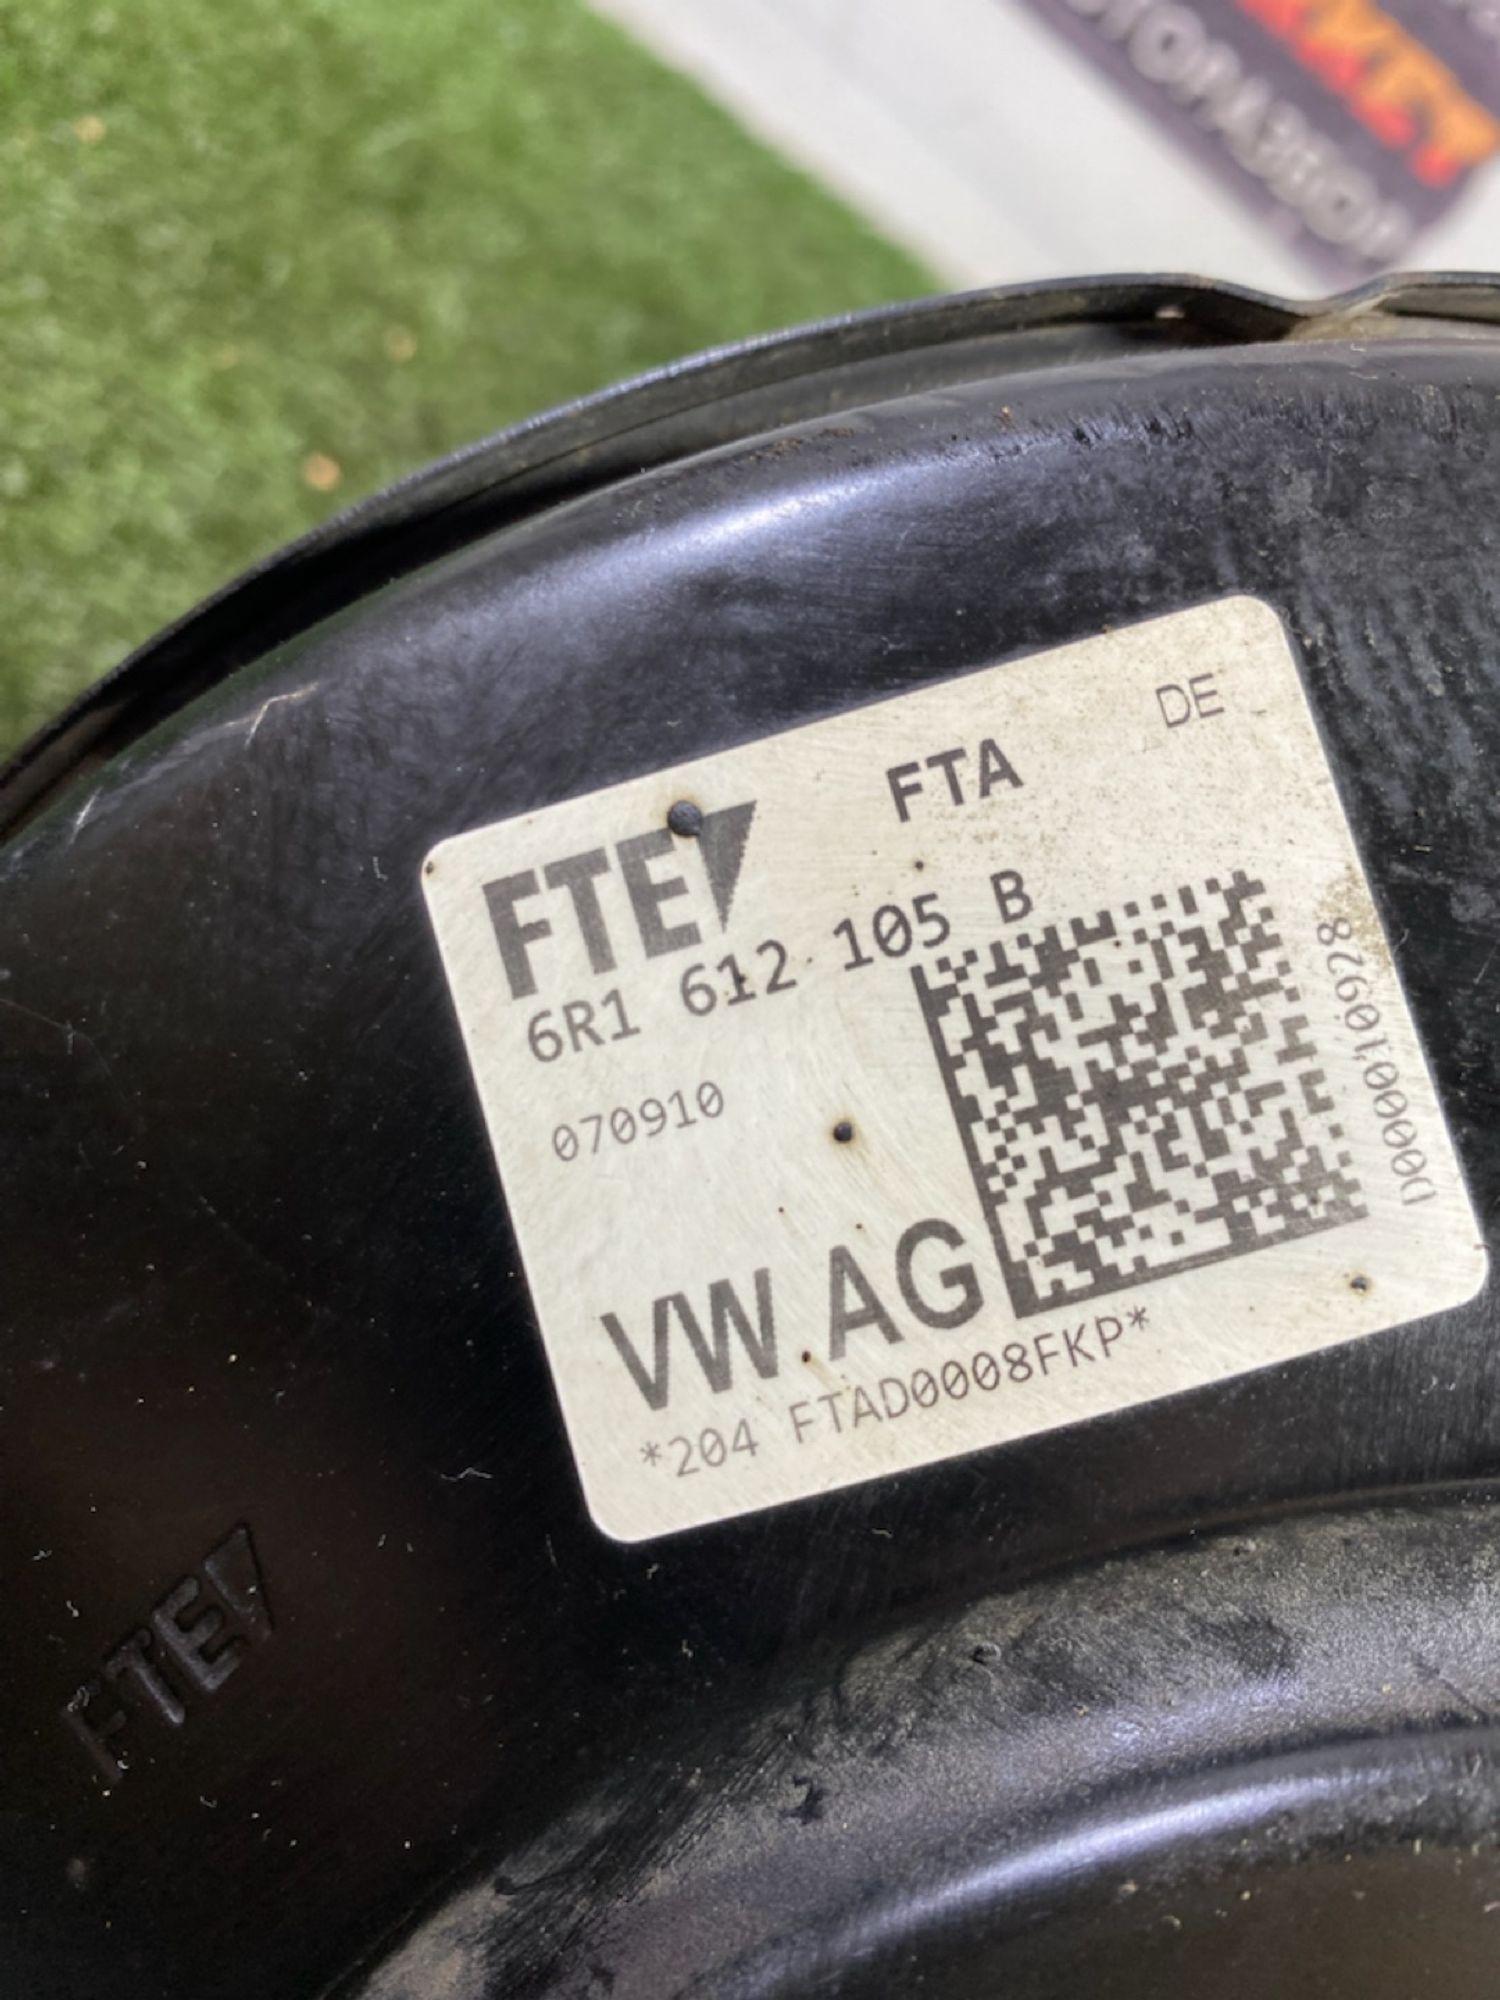 FTE
FTA
DE
6R1 612 105 B
070910
D000010928
VW AG
*204 FTAD0008FKP*
FTE